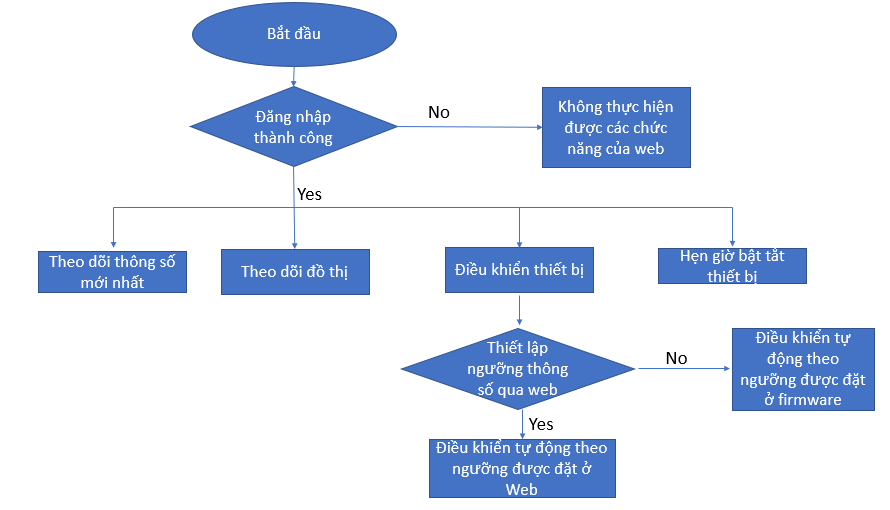 Bắt đầu
Đăng nhập
thành công
No
Không thực hiện
được các chức
năng của web
Yes
Theo dõi thông số
mới nhất
Theo dõi đồ thị
Điều khiển thiết bị
Hẹn giờ bật tắt
thiết bị
Thiết lập
ngưỡng thông
số qua web
No
Điều khiển tự
động theo
ngưỡng được đặt
ở firmware
Yes
Điều khiển tự động theo
ngưỡng được đặt ở
Web